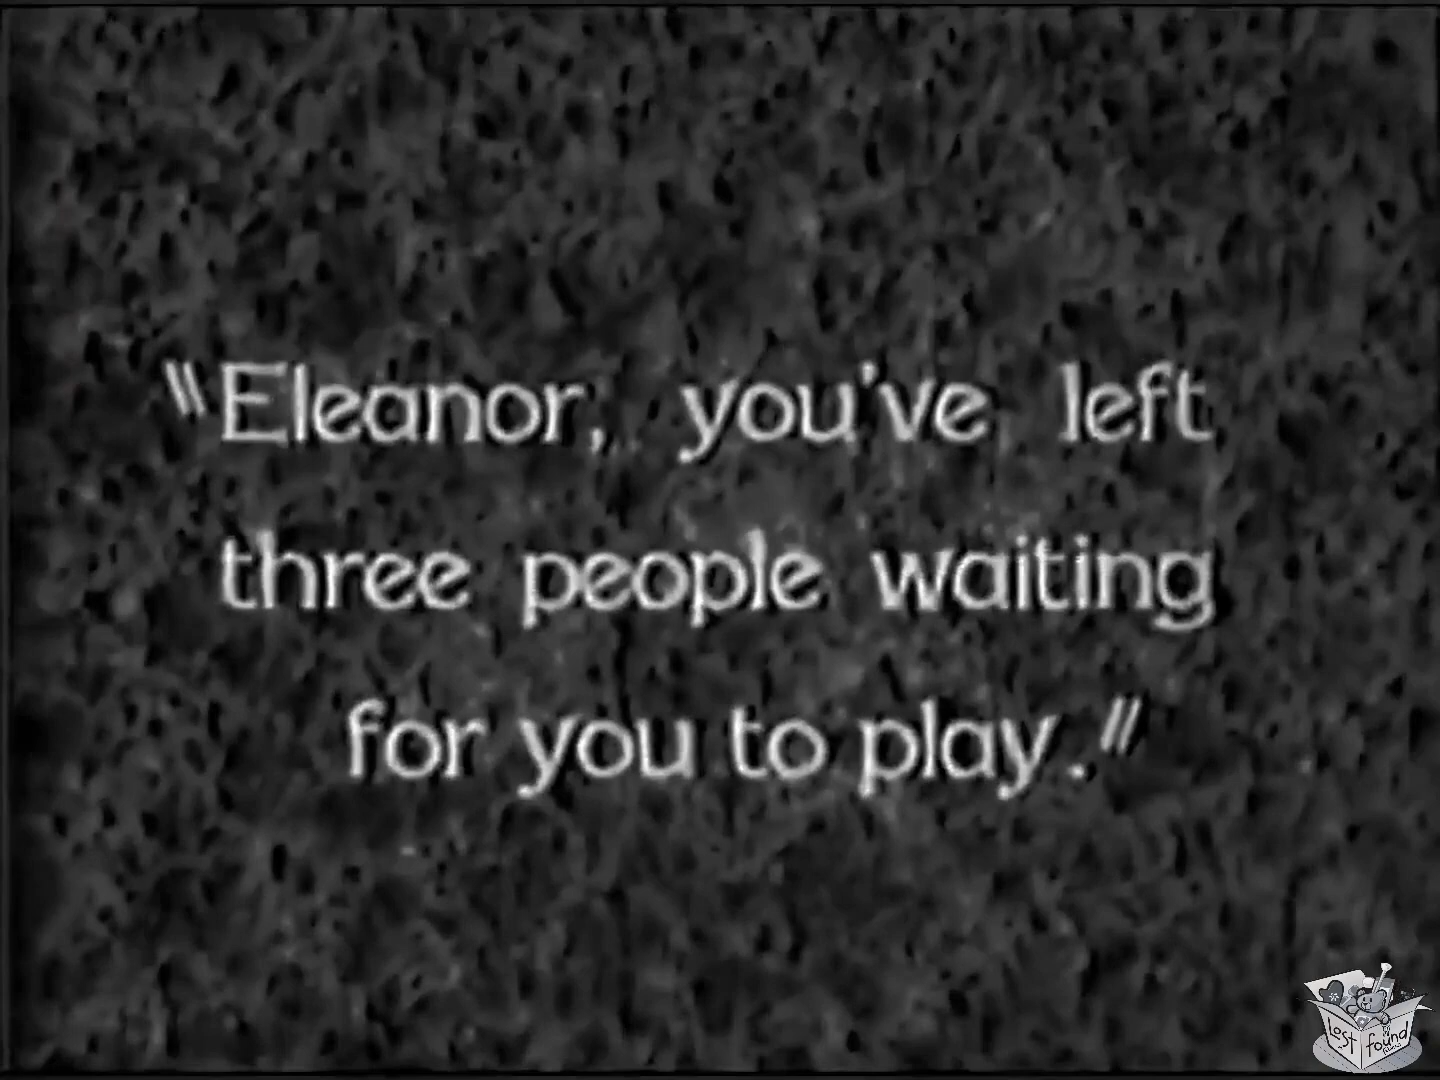 "Eleanor, you've left
three people waiting
for you to play."
Lost
found